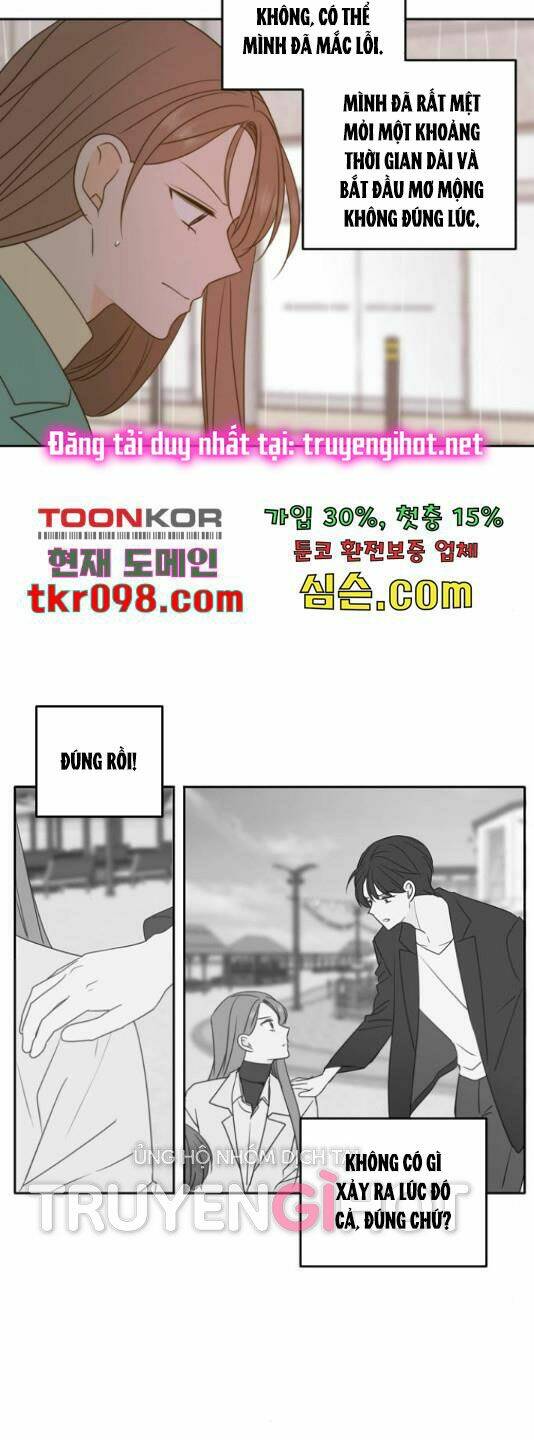 KHÔNG, CÓ THỂ
MÌNH ĐÃ MẮC LỖI.
MÌNH ĐÃ RẤT MỆT
MỎI MỘT KHOẢNG
THỜI GIAN DÀI VÀ
BẮT ĐẦU MƠ MỘNG
KHÔNG ĐÚNG LÚC.
Đăng tải duy nhất tại: truyengihot.net
TOONKOR
현재 도메인
tkr098.com
가입 30%, 첫충 15%
툰코 환전보증 업체
심슨.com
ĐÚNG RỒI!
ỦNG HỘ NHÓM DỊCH TẠI
TRUYENGIHOT
KHÔNG CÓ GÌ
XẢY RA LÚC ĐÓ
CẢ, ĐÚNG CHỨ?